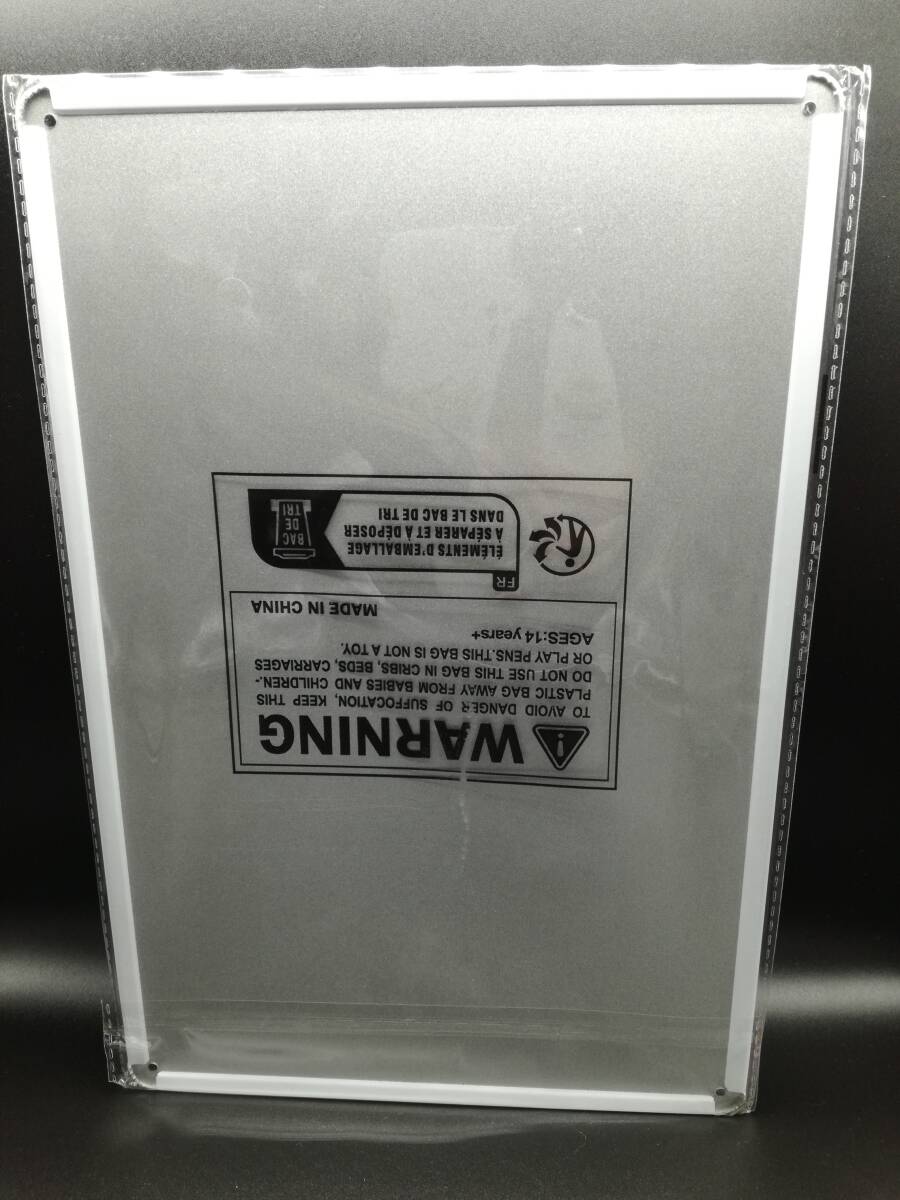 WARNING
TO AVOID DANGER OF SUFFOCATION, KEEP THIS
PLASTIC BAG AWAY FROM BABIES AND CHILDREN.-
DO NOT USE THIS BAG IN CRIBS, BEDS, CARRIAGES
OR PLAY PENS.THIS BAG IS NOT A TOY.
AGES:14 years+
MADE IN CHINA
FR
ÉLÉMENTS D'EMBALLAGE
À SÉPARER ET À DÉPOSER
DANS LE BAC DE TRI
BAC
DE
TRI